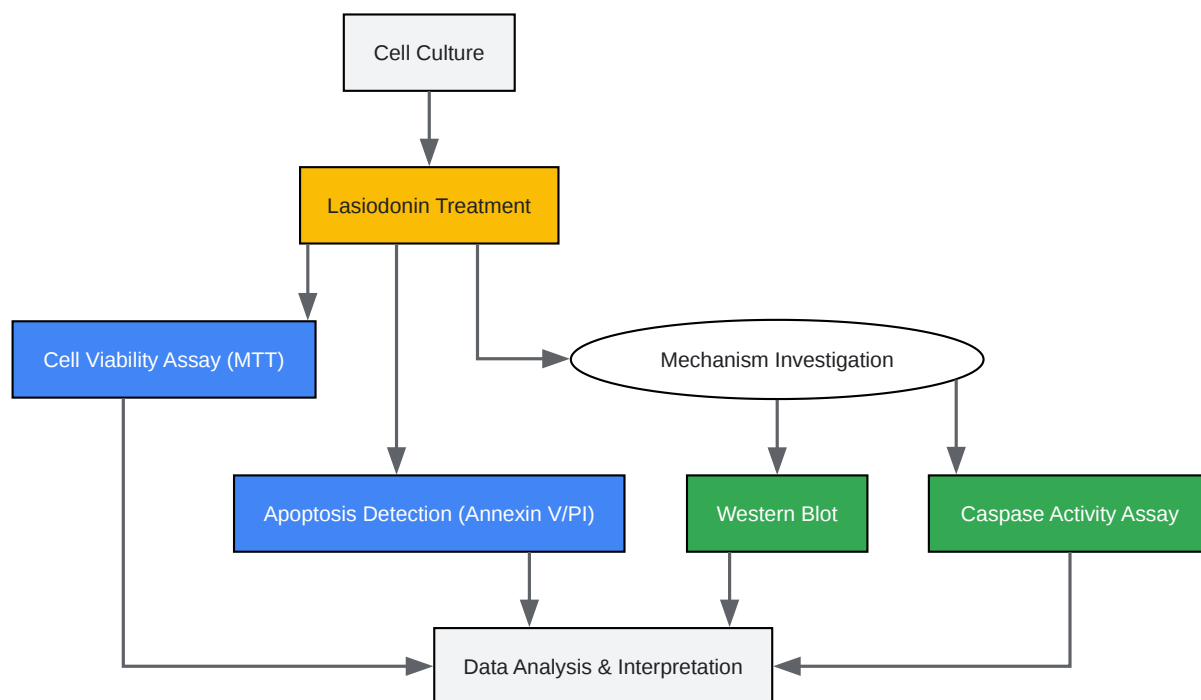 Cell Culture
Lasiodonin Treatment
Cell Viability Assay (MTT)
Mechanism Investigation
Apoptosis Detection (Annexin V/PI)
Western Blot
Caspase Activity Assay
Data Analysis & Interpretation